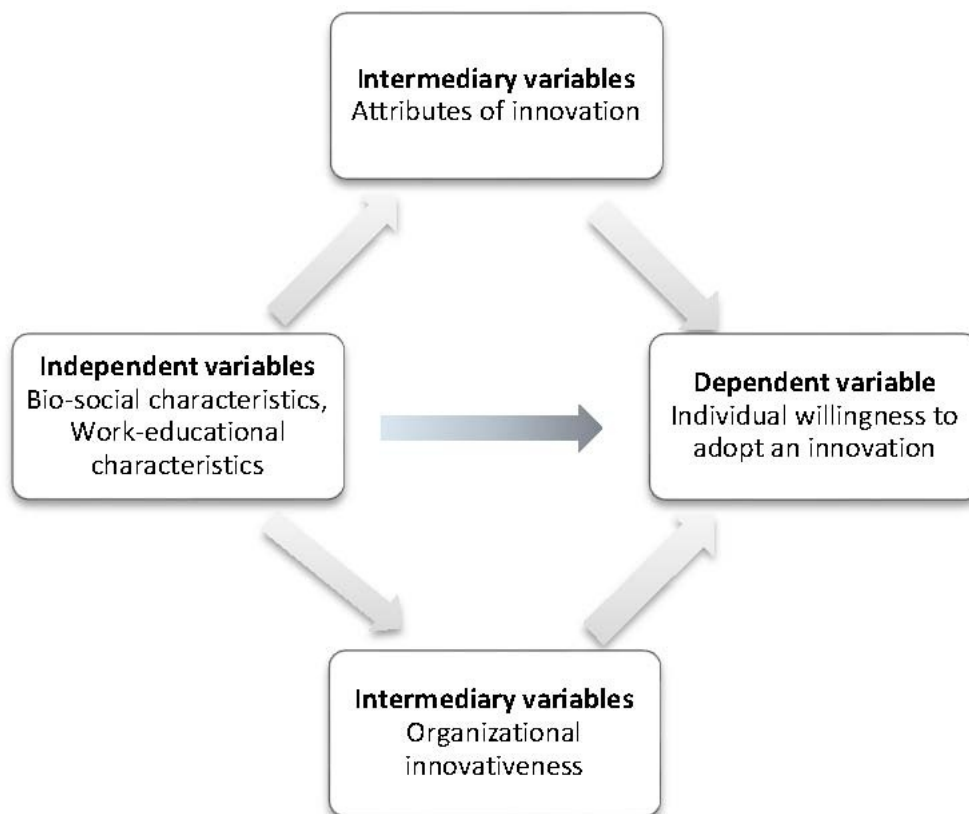 Intermediary variables
Attributes of innovation
Independent variables
Bio-social characteristics,
Work-educational
characteristics
Dependent variable
Individual willingness to
adopt an innovation
Intermediary variables
Organizational
innovativeness